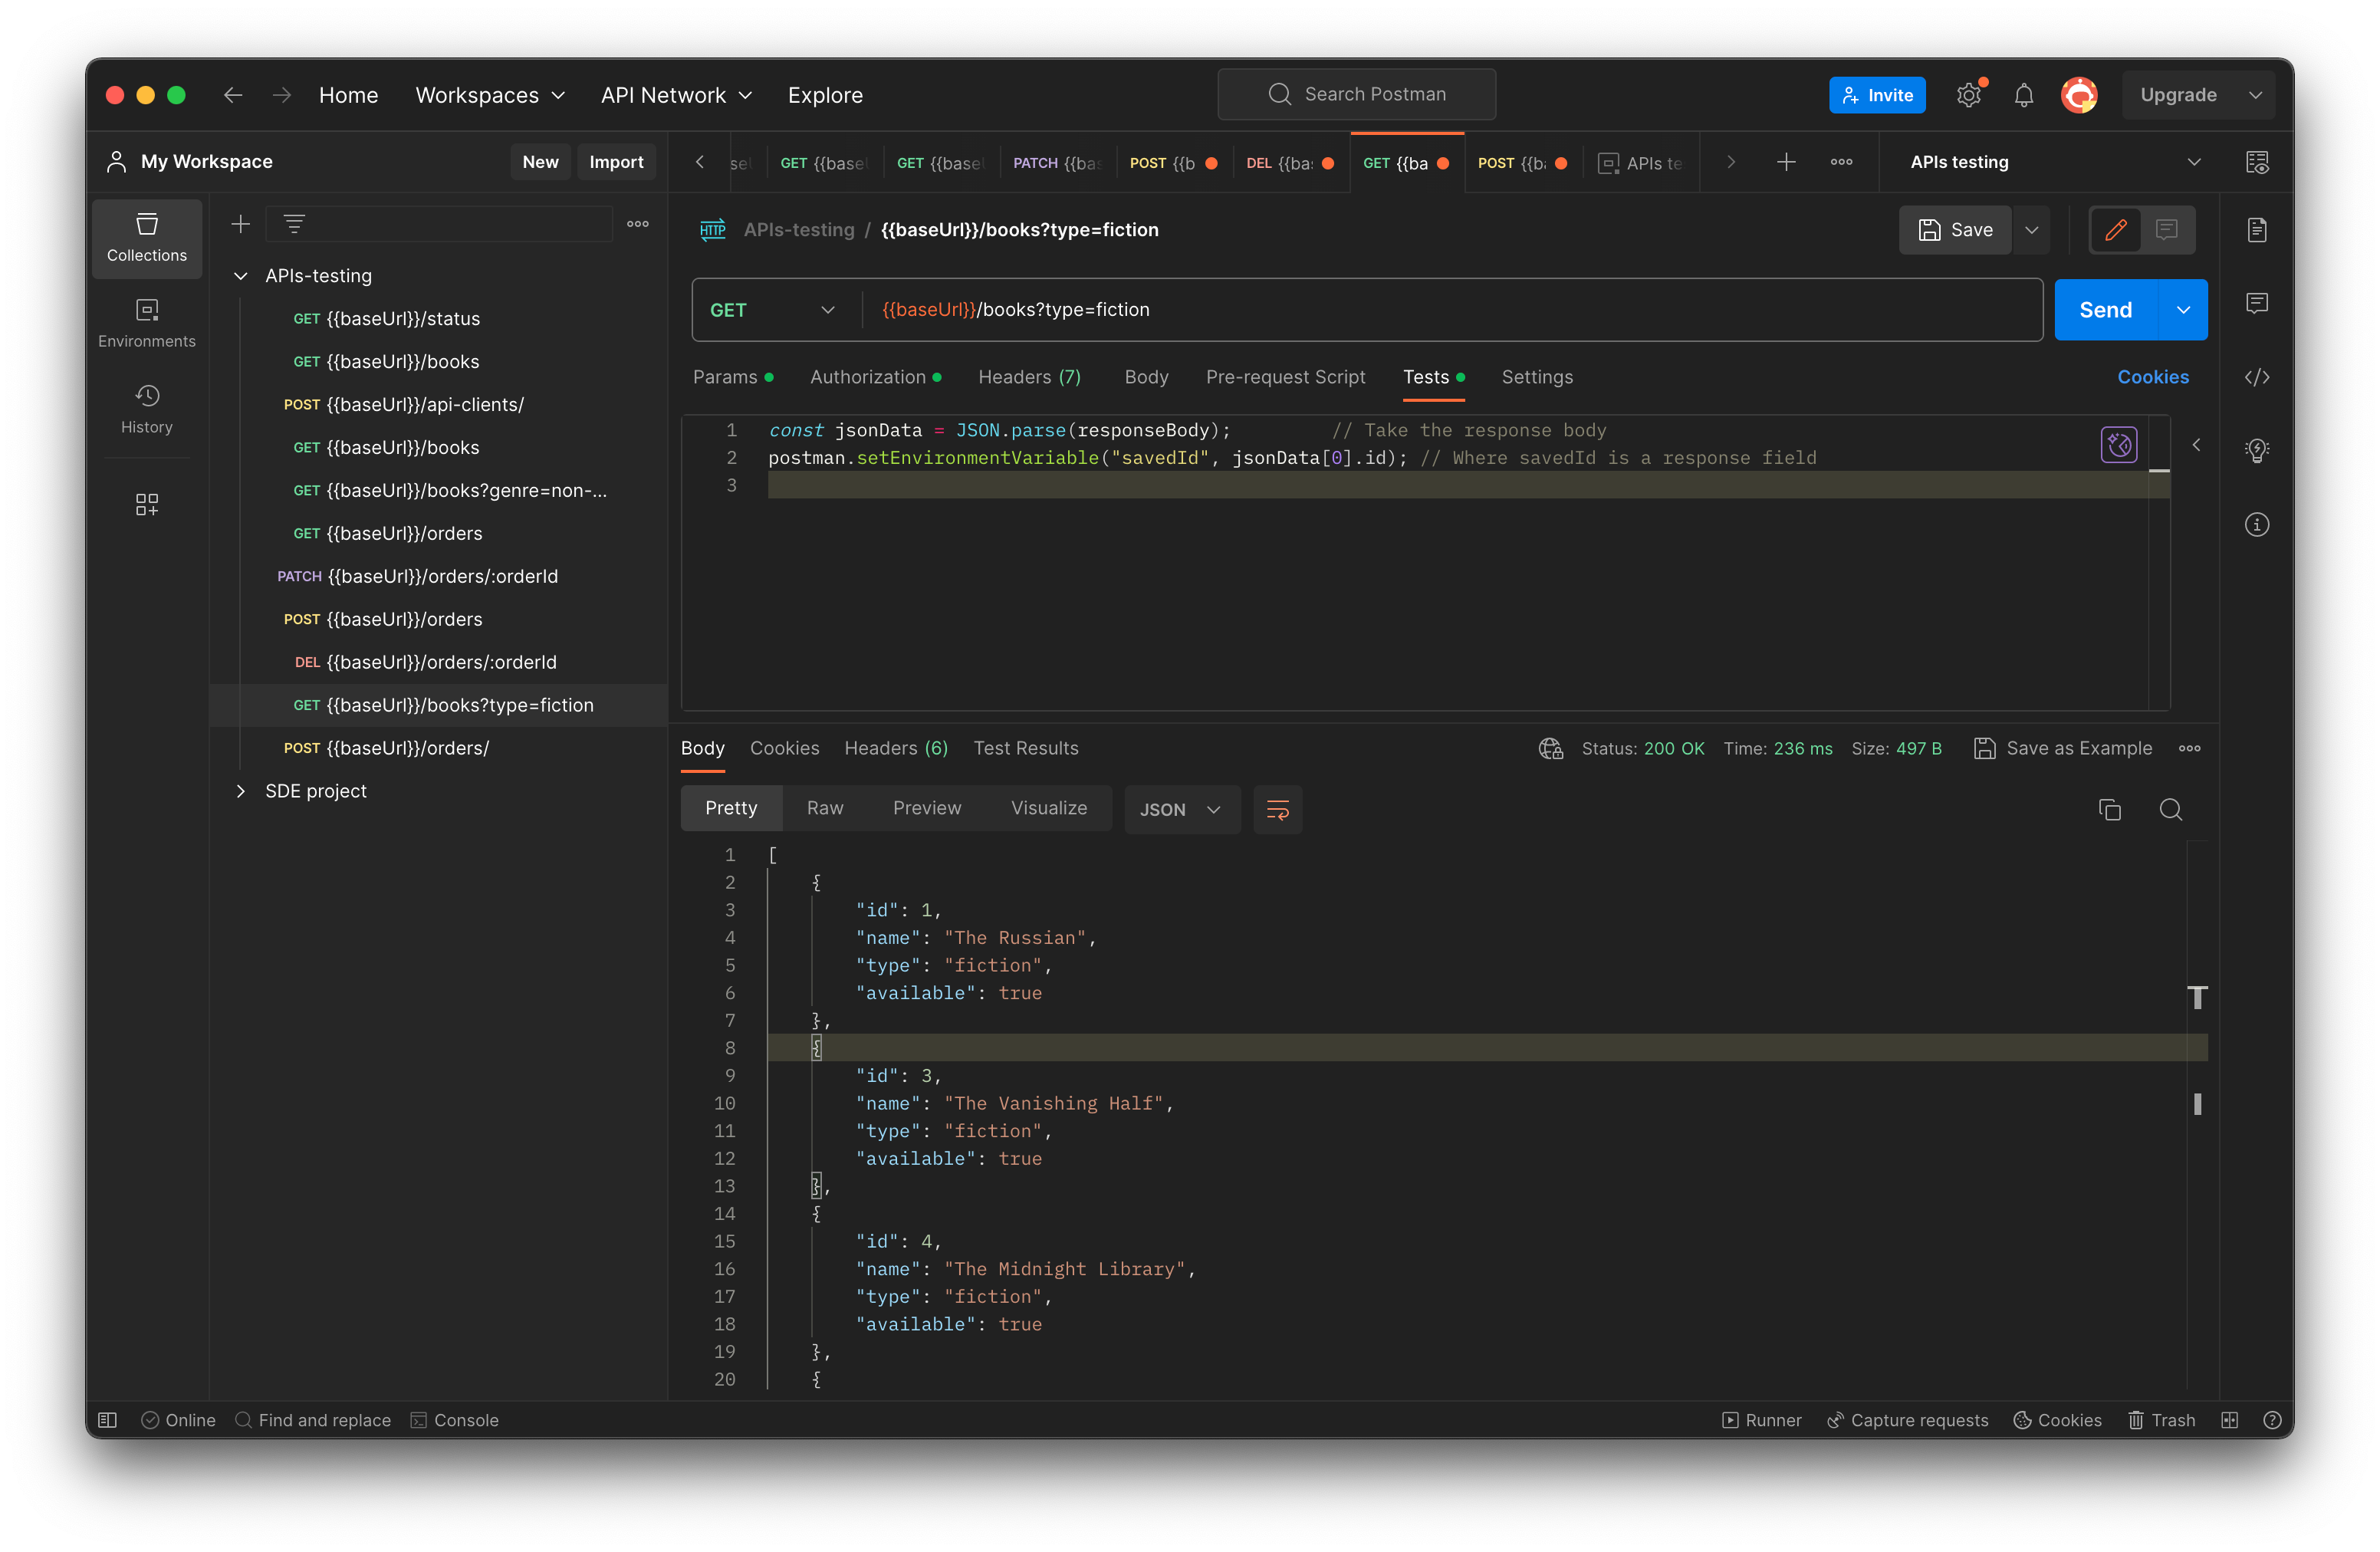 Home Workspaces API Network Explore Search Postman Invite Upgrade
My Workspace New Import
GET {{base GET {{base PATCH {{bas POST {{b DEL {{ba GET {{ba POST {{b APIs te APIs testing
Collections
Environments
History
APIs-testing
GET {{baseUrl}}/status
GET {{baseUrl}}/books
POST {{baseUrl}}/api-clients/
GET {{baseUrl}}/books
GET {{baseUrl}}/books?genre=non-...
GET {{baseUrl}}/orders
PATCH {{baseUrl}}/orders/:orderId
POST {{baseUrl}}/orders
DEL {{baseUrl}}/orders/:orderId
GET {{baseUrl}}/books?type=fiction
POST {{baseUrl}}/orders/
SDE project
HTTP APIs-testing / {{baseUrl}}/books?type=fiction Save
GET {{baseUrl}}/books?type=fiction Send
Params Authorization Headers (7) Body Pre-request Script Tests Settings Cookies
1 const jsonData = JSON.parse(responseBody); // Take the response body
2 postman.setEnvironmentVariable("savedId", jsonData[0].id); // Where savedId is a response field
3
Body Cookies Headers (6) Test Results Status: 200 OK Time: 236 ms Size: 497 B Save as Example
Pretty Raw Preview Visualize JSON
1 [
2 {
3 "id": 1,
4 "name": "The Russian",
5 "type": "fiction",
6 "available": true
7 },
8 {
9 "id": 3,
10 "name": "The Vanishing Half",
11 "type": "fiction",
12 "available": true
13 },
14 {
15 "id": 4,
16 "name": "The Midnight Library",
17 "type": "fiction",
18 "available": true
19 },
20 {
Online Find and replace Console Runner Capture requests Cookies Trash